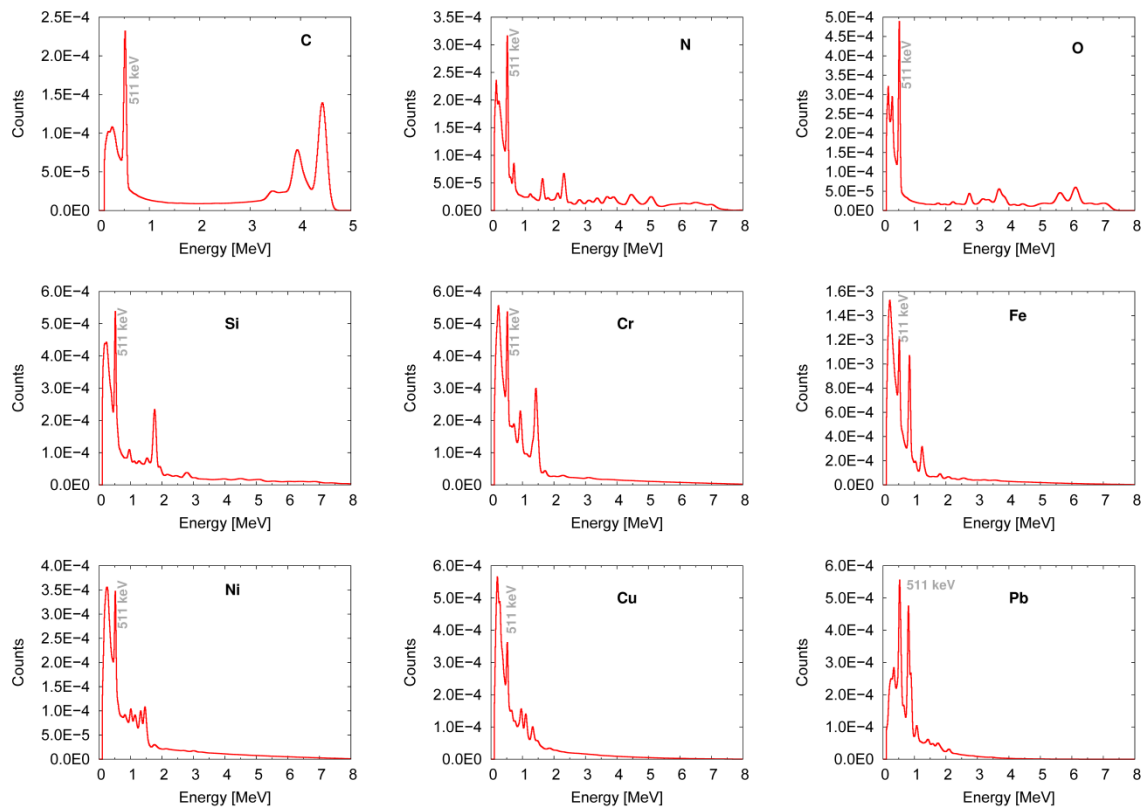 2.5E−4
2.0E−4
1.5E−4
1.0E−4
5.0E−5
0.0E0
Counts
511 keV
C
0 1 2 3 4 5
Energy [MeV]
3.5E−4
3.0E−4
2.5E−4
2.0E−4
1.5E−4
1.0E−4
5.0E−5
0.0E0
Counts
511 keV
N
0 1 2 3 4 5 6 7 8
Energy [MeV]
5.0E−4
4.5E−4
4.0E−4
3.5E−4
3.0E−4
2.5E−4
2.0E−4
1.5E−4
1.0E−4
5.0E−5
0.0E0
Counts
511 keV
O
0 1 2 3 4 5 6 7 8
Energy [MeV]
6.0E−4
5.0E−4
4.0E−4
3.0E−4
2.0E−4
1.0E−4
0.0E0
Counts
511 keV
Si
0 1 2 3 4 5 6 7 8
Energy [MeV]
6.0E−4
5.0E−4
4.0E−4
3.0E−4
2.0E−4
1.0E−4
0.0E0
Counts
511 keV
Cr
0 1 2 3 4 5 6 7 8
Energy [MeV]
1.6E−3
1.4E−3
1.2E−3
1.0E−3
8.0E−4
6.0E−4
4.0E−4
2.0E−4
0.0E0
Counts
511 keV
Fe
0 1 2 3 4 5 6 7 8
Energy [MeV]
4.0E−4
3.5E−4
3.0E−4
2.5E−4
2.0E−4
1.5E−4
1.0E−4
5.0E−5
0.0E0
Counts
511 keV
Ni
0 1 2 3 4 5 6 7 8
Energy [MeV]
6.0E−4
5.0E−4
4.0E−4
3.0E−4
2.0E−4
1.0E−4
0.0E0
Counts
511 keV
Cu
0 1 2 3 4 5 6 7 8
Energy [MeV]
6.0E−4
5.0E−4
4.0E−4
3.0E−4
2.0E−4
1.0E−4
0.0E0
Counts
511 keV
Pb
0 1 2 3 4 5 6 7 8
Energy [MeV]